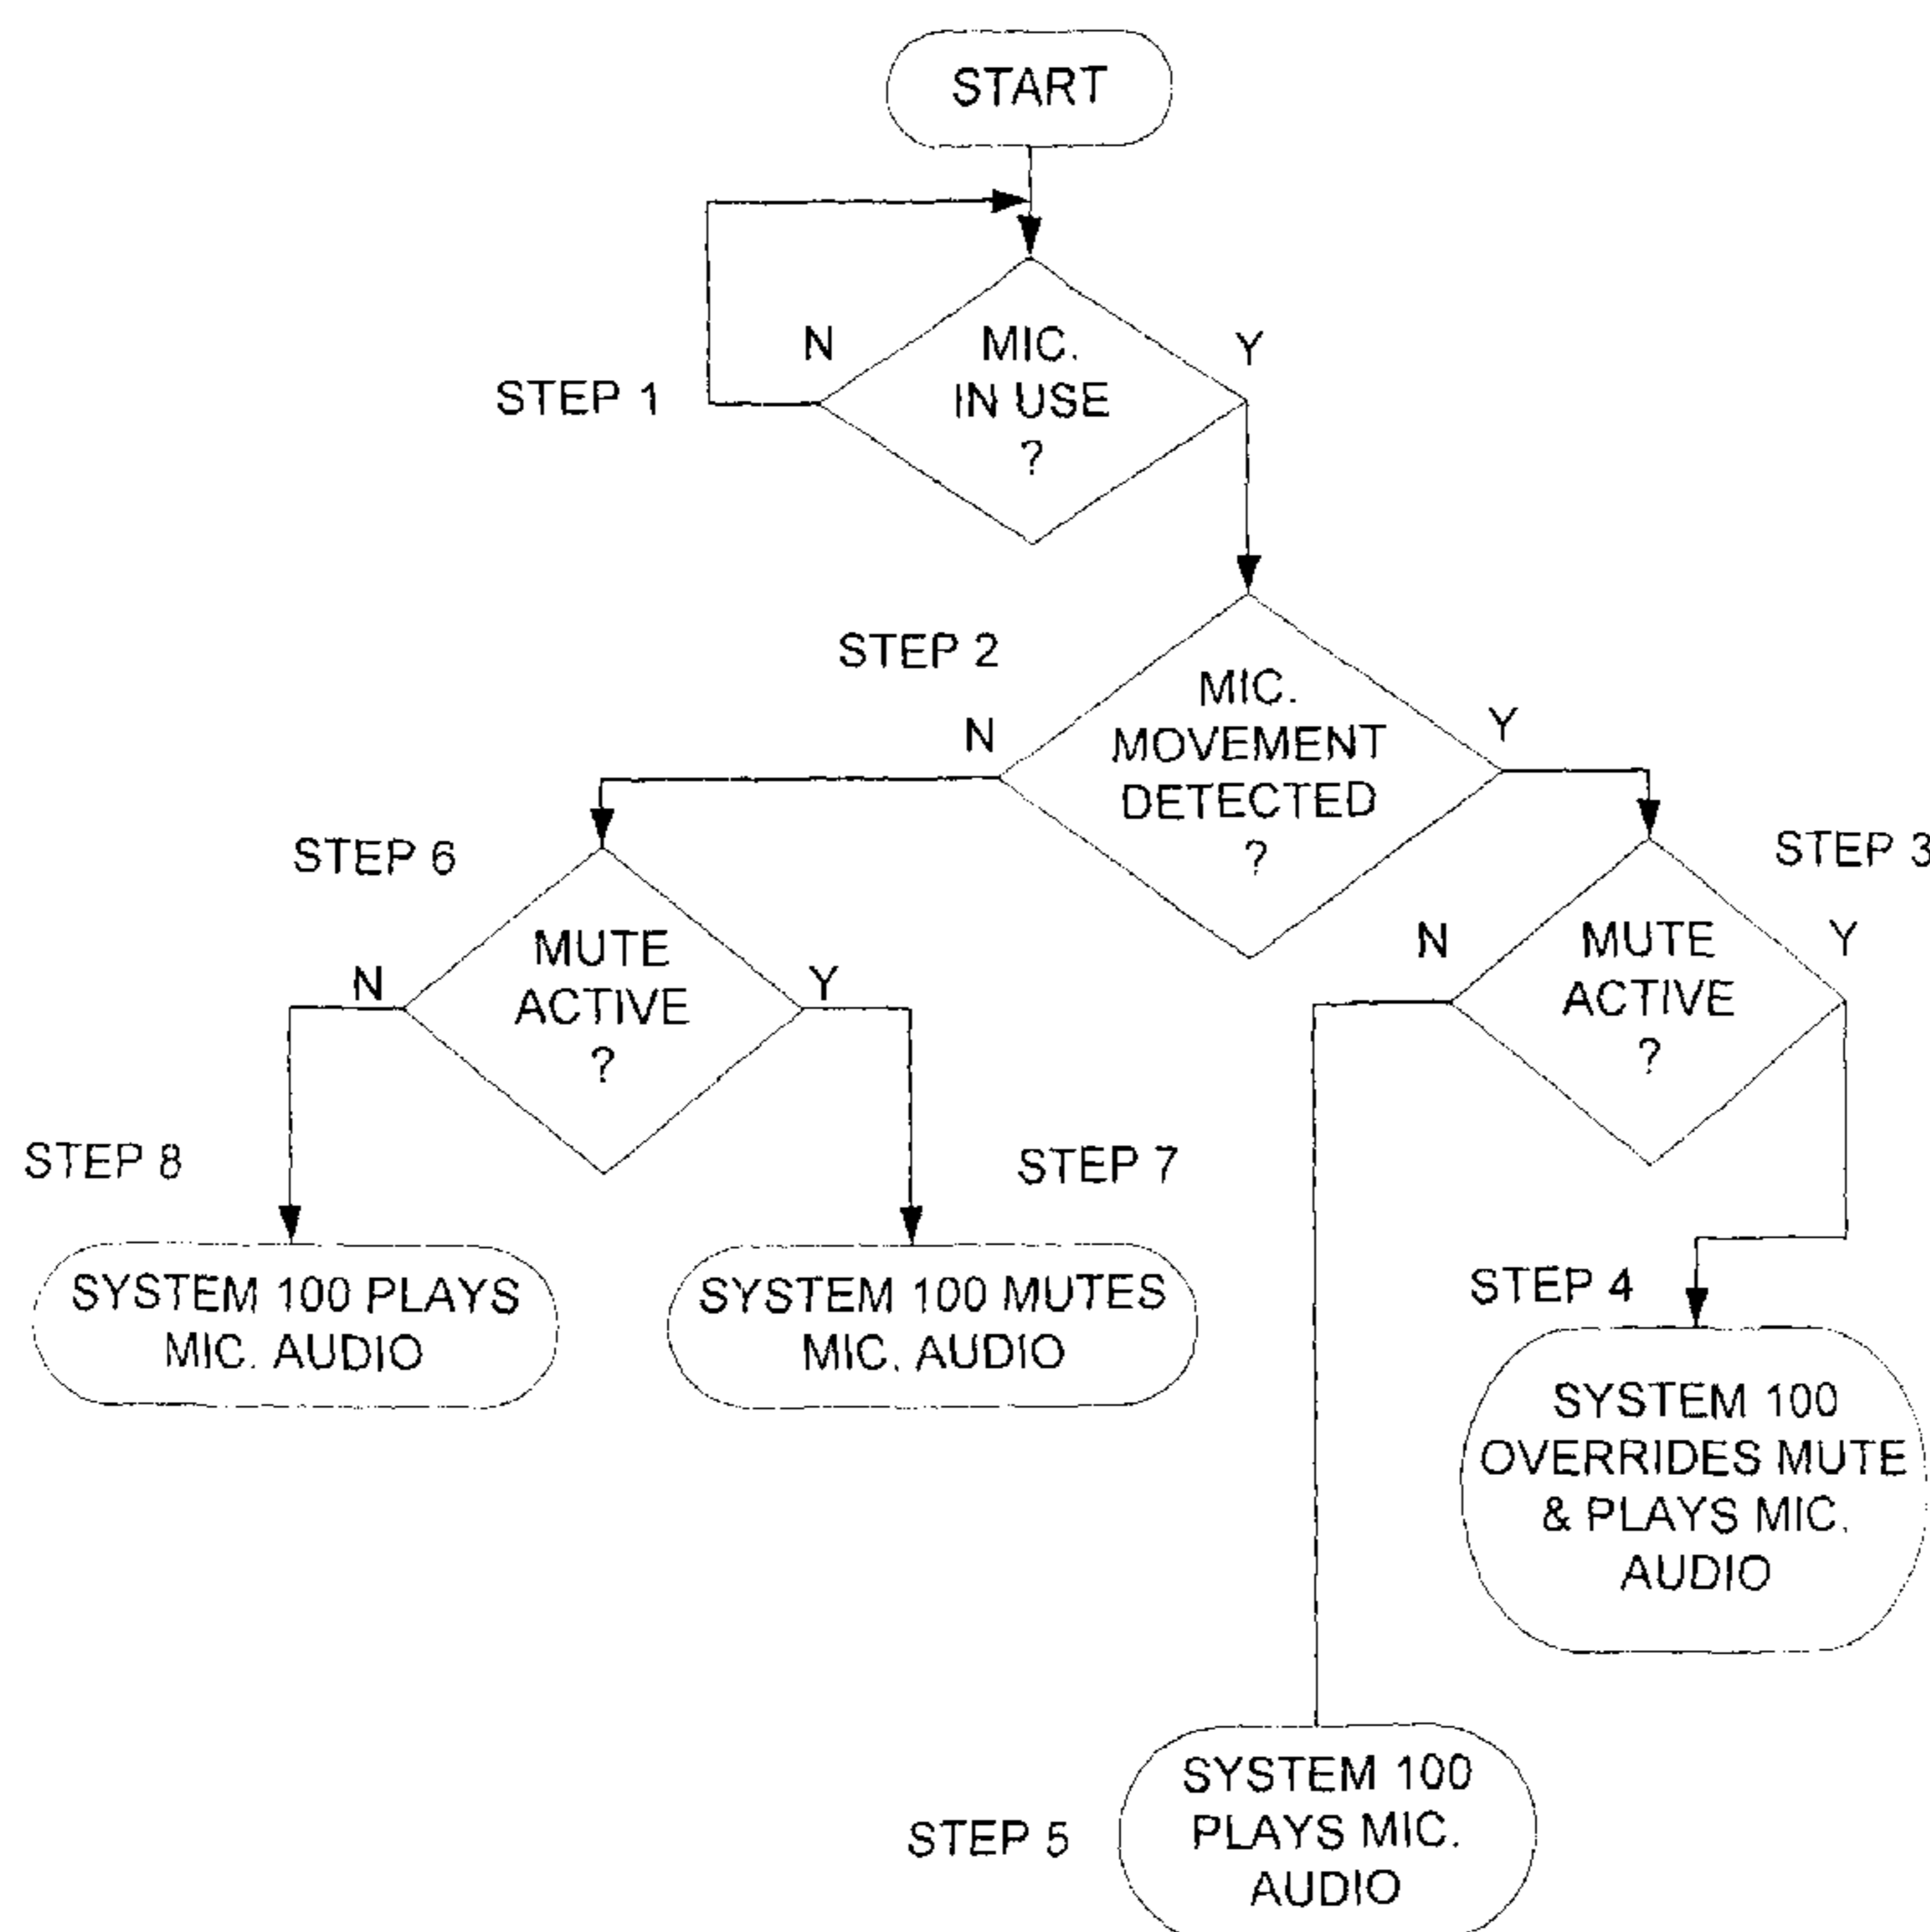 START
N
Y
MIC.
IN USE
?
STEP 1
STEP 2
MIC.
MOVEMENT
DETECTED
?
N
Y
STEP 6
STEP 3
MUTE
ACTIVE
?
N
Y
MUTE
ACTIVE
?
N
Y
STEP 8
STEP 7
SYSTEM 100 PLAYS
MIC. AUDIO
SYSTEM 100 MUTES
MIC. AUDIO
STEP 4
SYSTEM 100
OVERRIDES MUTE
& PLAYS MIC.
AUDIO
STEP 5
SYSTEM 100
PLAYS MIC.
AUDIO